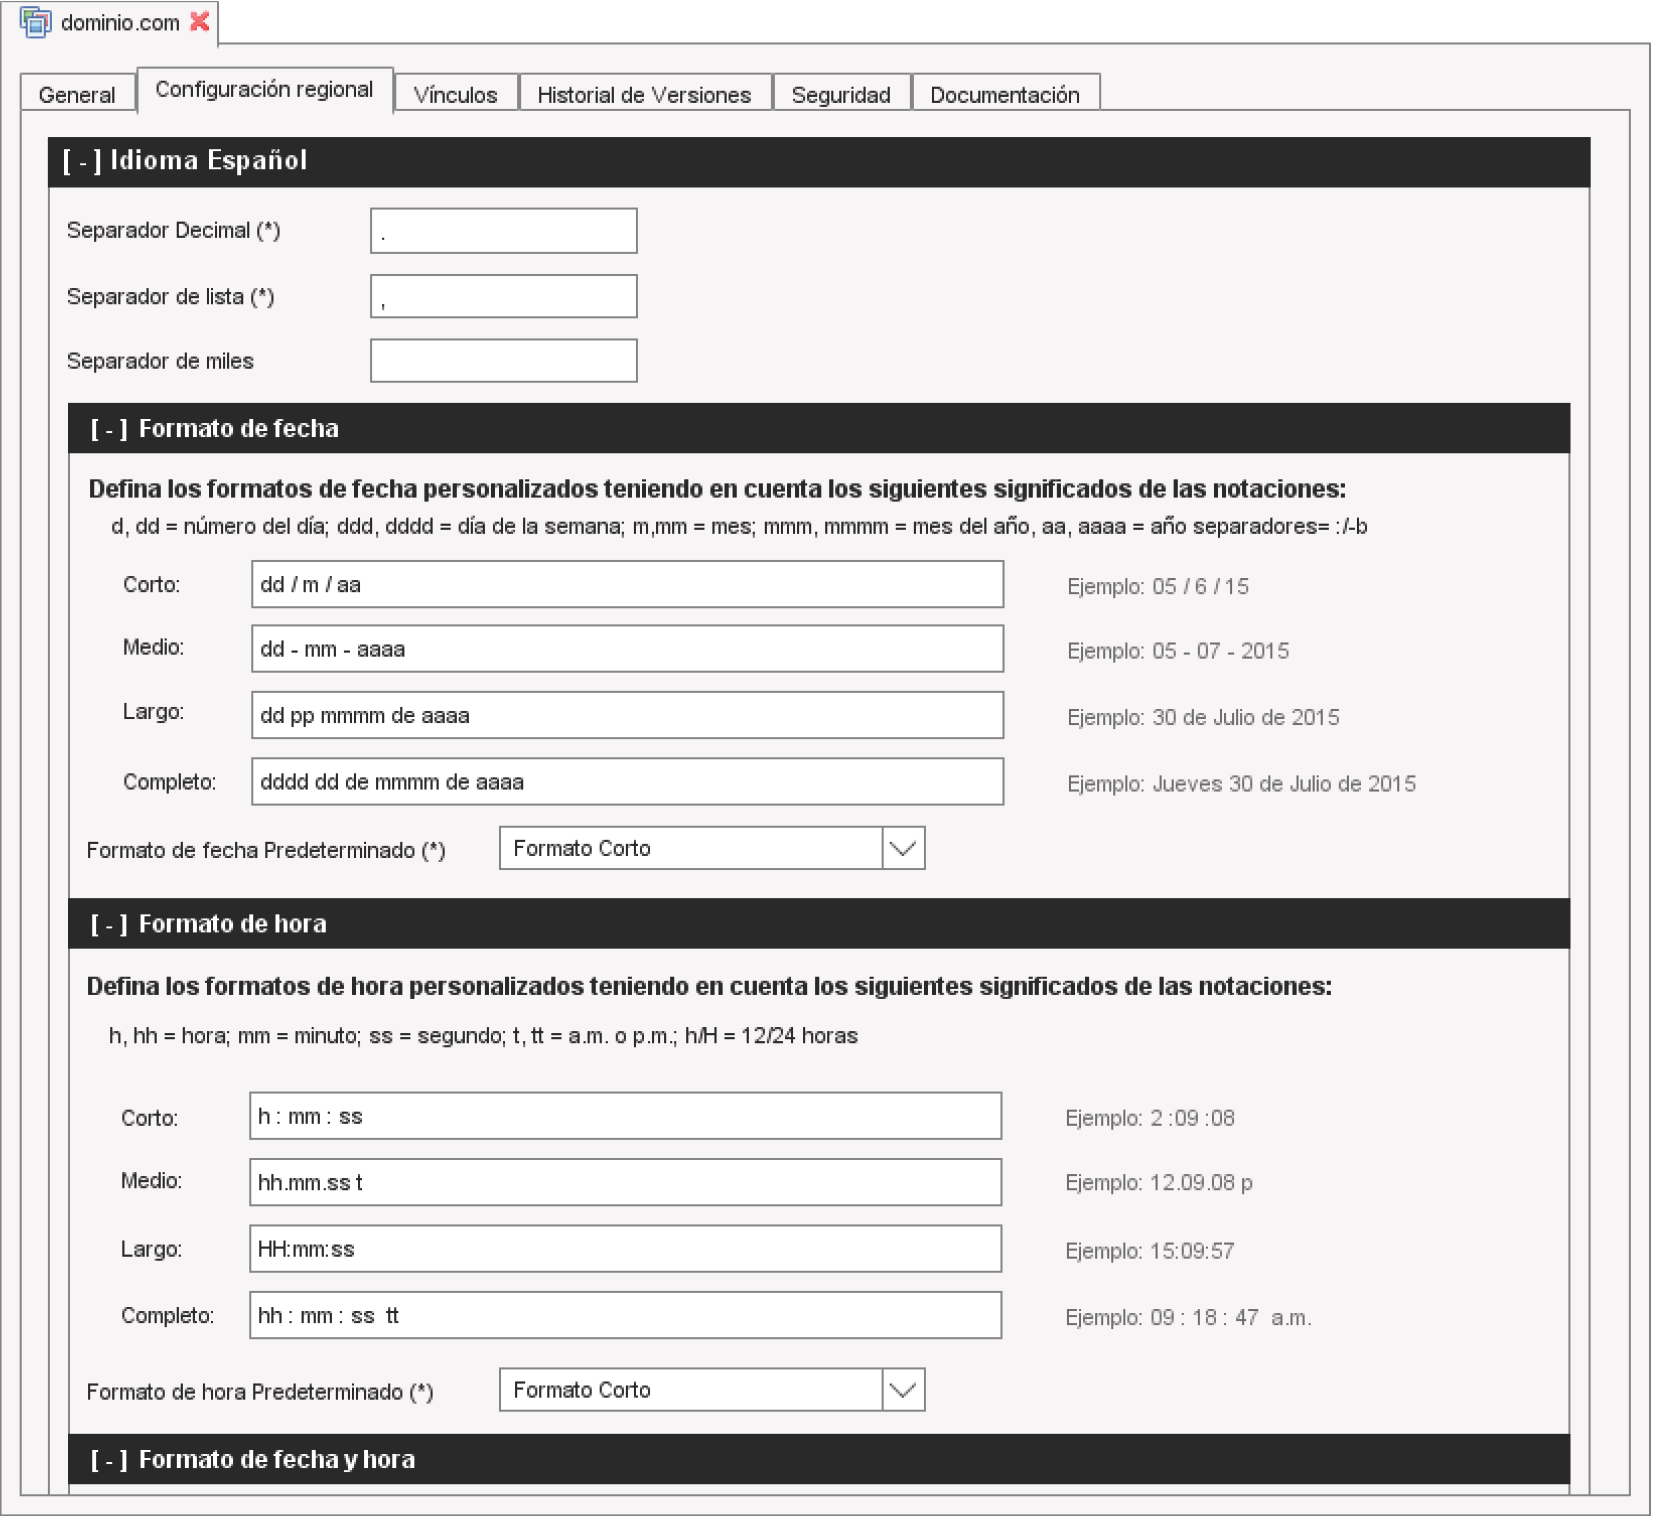 dominio.com
General
Configuración regional
Vínculos
Historial de Versiones
Seguridad
Documentación
[ - ] Idioma Español
Separador Decimal (*)
.
Separador de lista (*)
,
Separador de miles
[ - ] Formato de fecha
Defina los formatos de fecha personalizados teniendo en cuenta los siguientes significados de las notaciones:
d, dd = número del día; ddd, dddd = día de la semana; m,mm = mes; mmm, mmmm = mes del año, aa, aaaa = año separadores= :/-b
Corto: dd / m / aa Ejemplo: 05 / 6 / 15
Medio: dd - mm - aaaa Ejemplo: 05 - 07 - 2015
Largo: dd pp mmmm de aaaa Ejemplo: 30 de Julio de 2015
Completo: dddd dd de mmmm de aaaa Ejemplo: Jueves 30 de Julio de 2015
Formato de fecha Predeterminado (*) Formato Corto
[ - ] Formato de hora
Defina los formatos de hora personalizados teniendo en cuenta los siguientes significados de las notaciones:
h, hh = hora; mm = minuto; ss = segundo; t, tt = a.m. o p.m.; h/H = 12/24 horas
Corto: h : mm : ss Ejemplo: 2 :09 :08
Medio: hh.mm.ss t Ejemplo: 12.09.08 p
Largo: HH:mm:ss Ejemplo: 15:09:57
Completo: hh : mm : ss tt Ejemplo: 09 : 18 : 47 a.m.
Formato de hora Predeterminado (*) Formato Corto
[ - ] Formato de fecha y hora